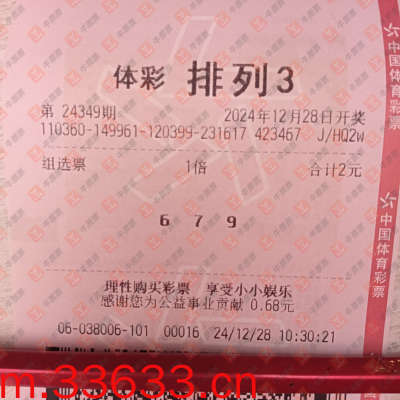 体彩 排列3
第 24349期 2024年12月28日开奖
110360-149961-120399-231617 423467 J/HQ2w
组选票 1倍 合计2元
6 7 9
理性购买彩票 享受小小娱乐
感谢您为公益事业贡献 0.68元
06-038006-101 00016 24/12/28 10:30:21
m.33633.cn
中国体育彩票
中国体育彩票